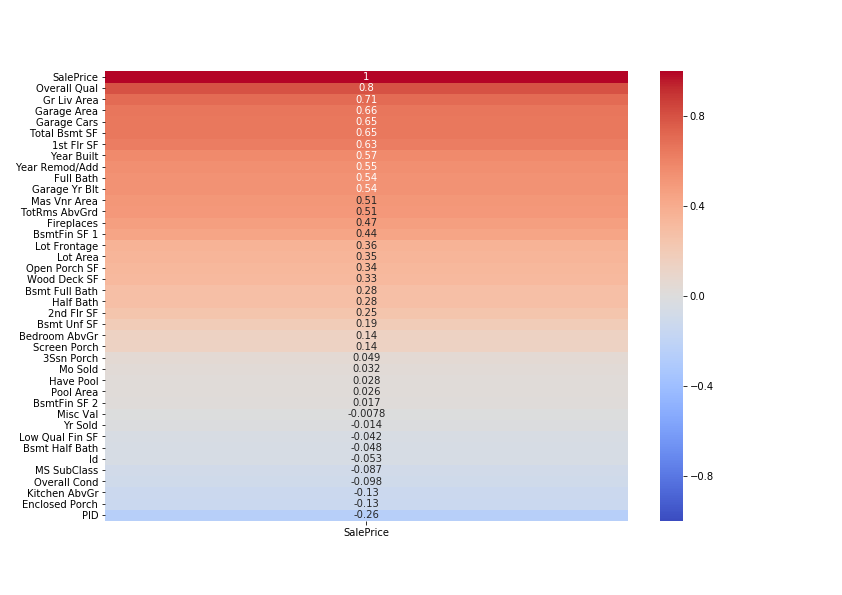 SalePrice 1
Overall Qual 0.8
Gr Liv Area 0.71
Garage Area 0.66
Garage Cars 0.65
Total Bsmt SF 0.65
1st Flr SF 0.63
Year Built 0.57
Year Remod/Add 0.55
Full Bath 0.54
Garage Yr Blt 0.54
Mas Vnr Area 0.51
TotRms AbvGrd 0.51
Fireplaces 0.47
BsmtFin SF 1 0.44
Lot Frontage 0.36
Lot Area 0.35
Open Porch SF 0.34
Wood Deck SF 0.33
Bsmt Full Bath 0.28
Half Bath 0.28
2nd Flr SF 0.25
Bsmt Unf SF 0.19
Bedroom AbvGr 0.14
Screen Porch 0.14
3Ssn Porch 0.049
Mo Sold 0.032
Have Pool 0.028
Pool Area 0.026
BsmtFin SF 2 0.017
Misc Val -0.0078
Yr Sold -0.014
Low Qual Fin SF -0.042
Bsmt Half Bath -0.048
Id -0.053
MS SubClass -0.087
Overall Cond -0.098
Kitchen AbvGr -0.13
Enclosed Porch -0.13
PID -0.26
SalePrice
0.8
0.4
0.0
−0.4
−0.8